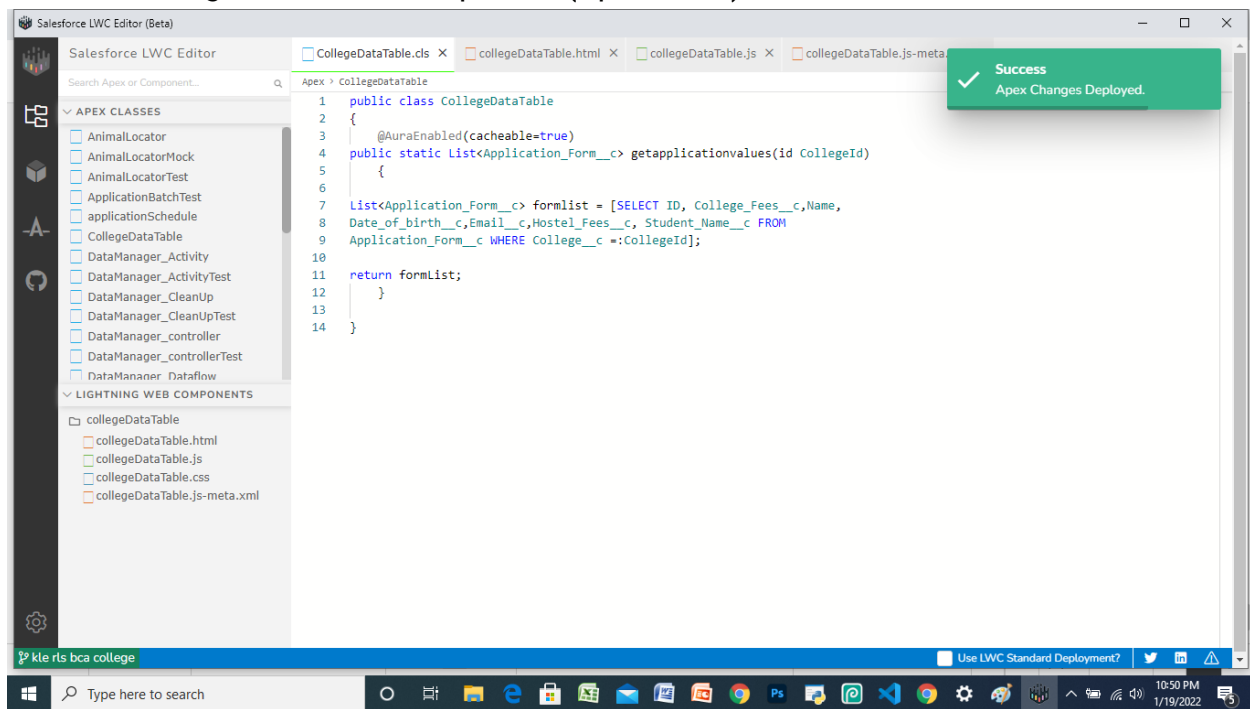 Salesforce LWC Editor (Beta)
Salesforce LWC Editor
Search Apex or Component...
APEX CLASSES
AnimalLocator
AnimalLocatorMock
AnimalLocatorTest
ApplicationBatchTest
applicationSchedule
CollegeDataTable
DataManager_Activity
DataManager_ActivityTest
DataManager_CleanUp
DataManager_CleanUpTest
DataManager_controller
DataManager_controllerTest
DataManager_Dataflow
LIGHTNING WEB COMPONENTS
collegeDataTable
collegeDataTable.html
collegeDataTable.js
collegeDataTable.css
collegeDataTable.js-meta.xml
CollegeDataTable.cls
collegeDataTable.html
collegeDataTable.js
collegeDataTable.js-meta.
Apex > CollegeDataTable
1 public class CollegeDataTable
2 {
3 @AuraEnabled(cacheable=true)
4 public static List<Application_Form__c> getapplicationvalues(id CollegeId)
5 {
6
7 List<Application_Form__c> formlist = [SELECT ID, College_Fees__c,Name,
8 Date_of_birth__c,Email__c,Hostel_Fees__c, Student_Name__c FROM
9 Application_Form__c WHERE College__c =:CollegeId];
10
11 return formList;
12 }
13
14 }
Success
Apex Changes Deployed.
kle rls bca college
Use LWC Standard Deployment?
Type here to search
10:50 PM
1/19/2022
5